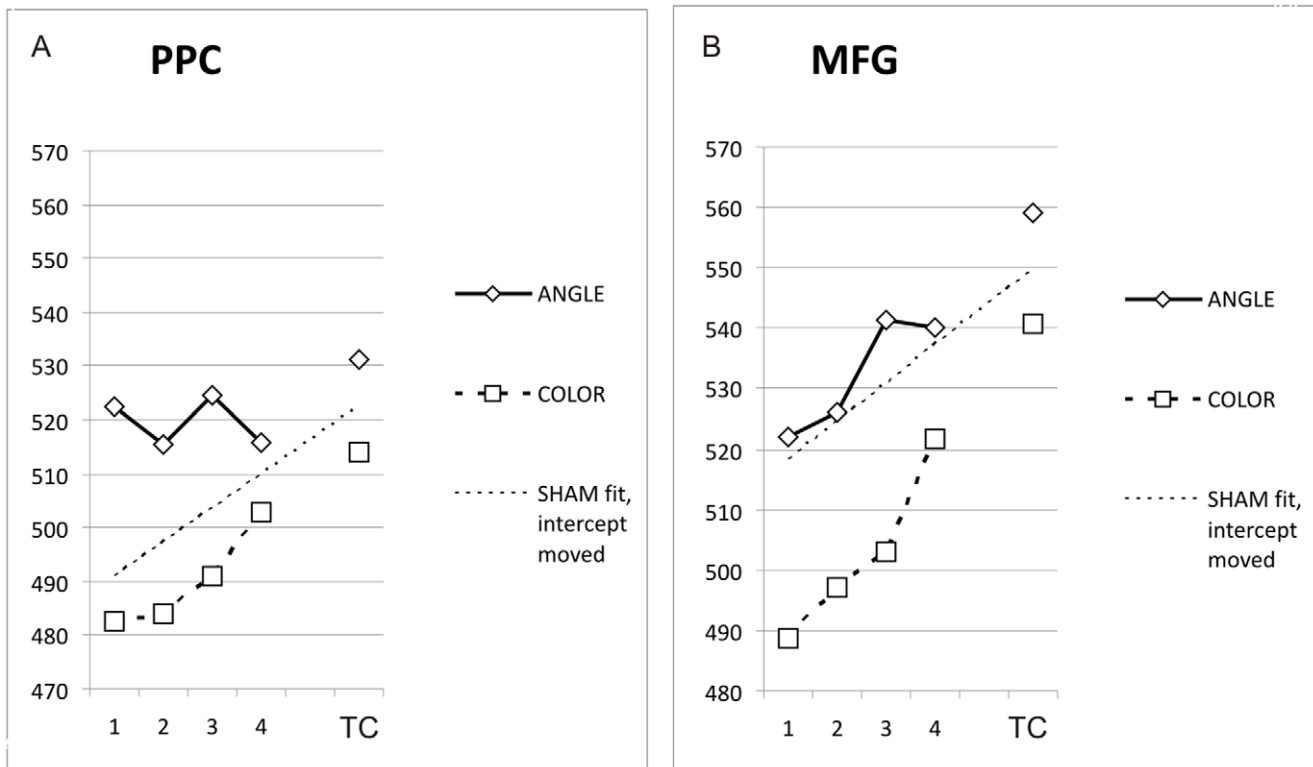 A
PPC
570
560
550
540
530
520
510
500
490
480
470
1 2 3 4 TC
ANGLE
COLOR
SHAM fit,
intercept
moved
B
MFG
570
560
550
540
530
520
510
500
490
480
1 2 3 4 TC
ANGLE
COLOR
SHAM fit,
intercept
moved